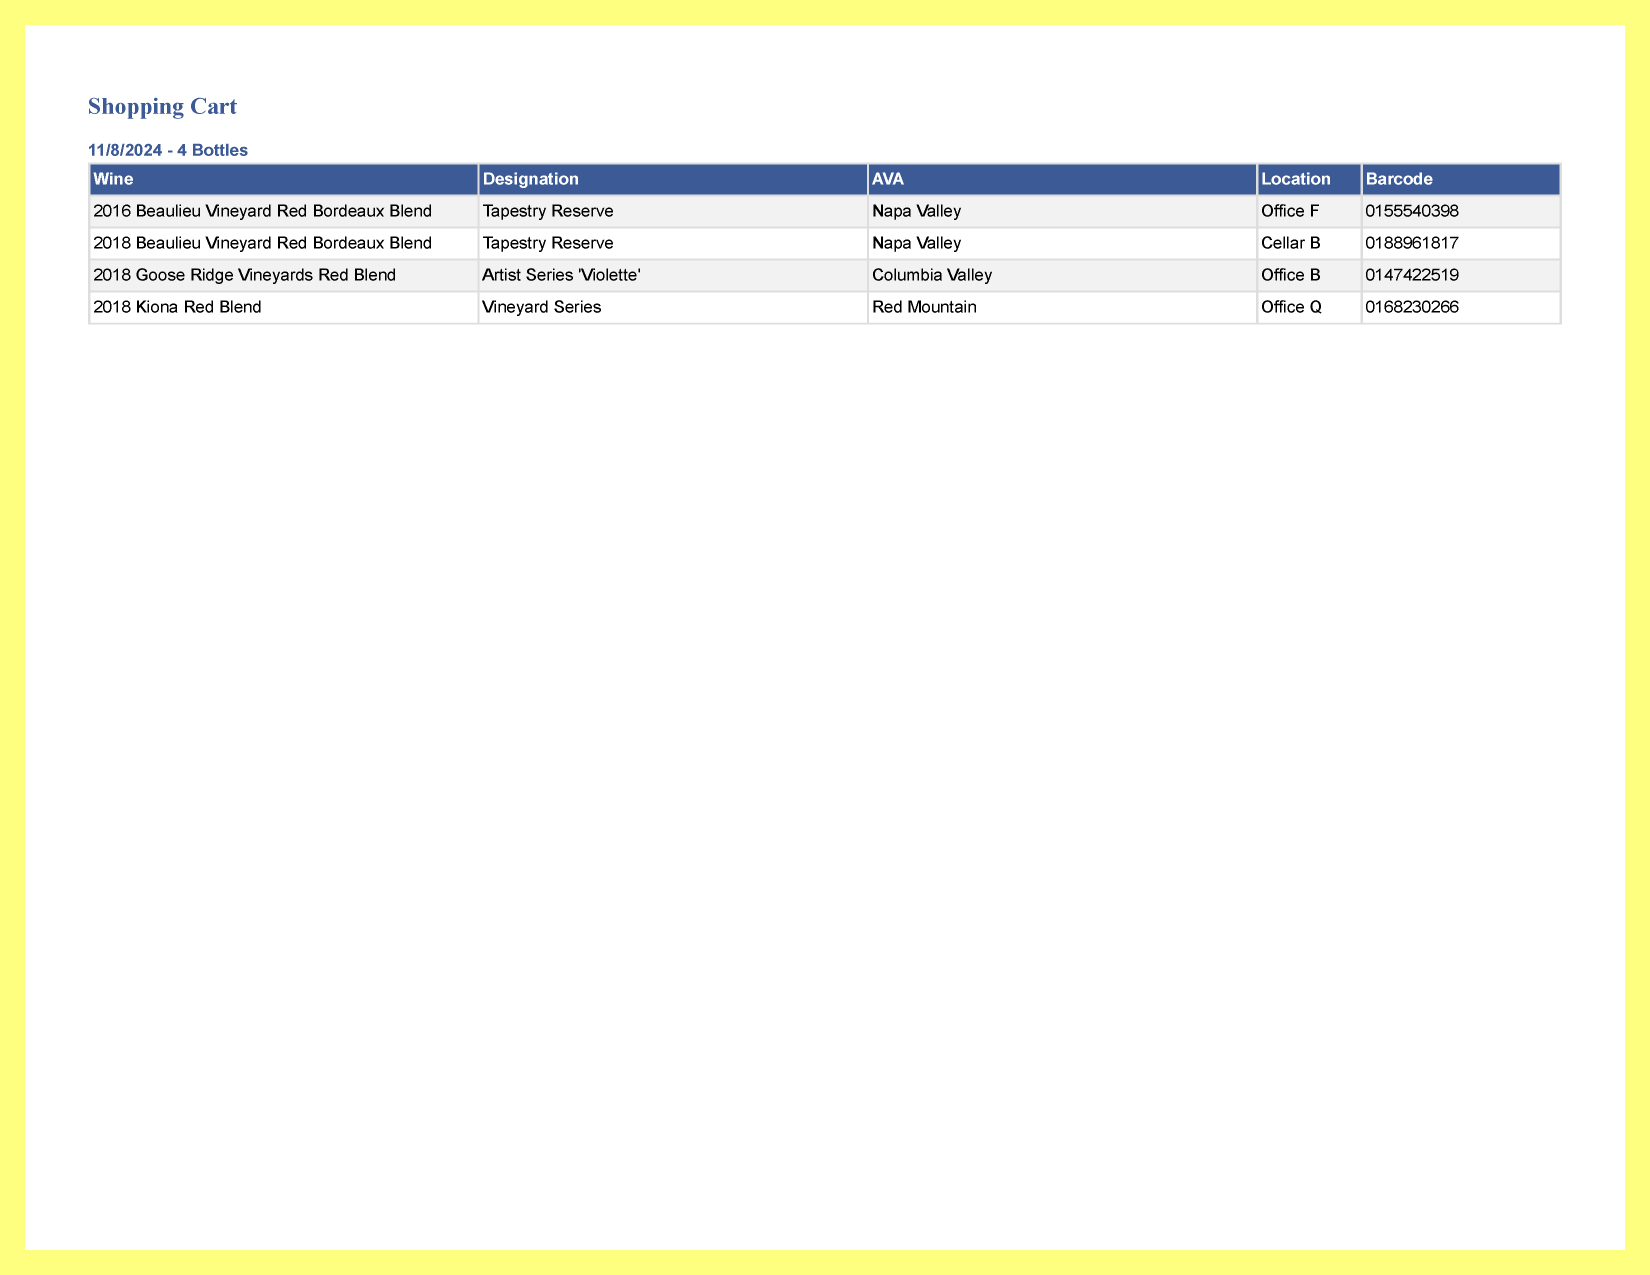 Shopping Cart
11/8/2024 - 4 Bottles
Wine Designation AVA Location Barcode
2016 Beaulieu Vineyard Red Bordeaux Blend Tapestry Reserve Napa Valley Office F 0155540398
2018 Beaulieu Vineyard Red Bordeaux Blend Tapestry Reserve Napa Valley Cellar B 0188961817
2018 Goose Ridge Vineyards Red Blend Artist Series 'Violette' Columbia Valley Office B 0147422519
2018 Kiona Red Blend Vineyard Series Red Mountain Office Q 0168230266